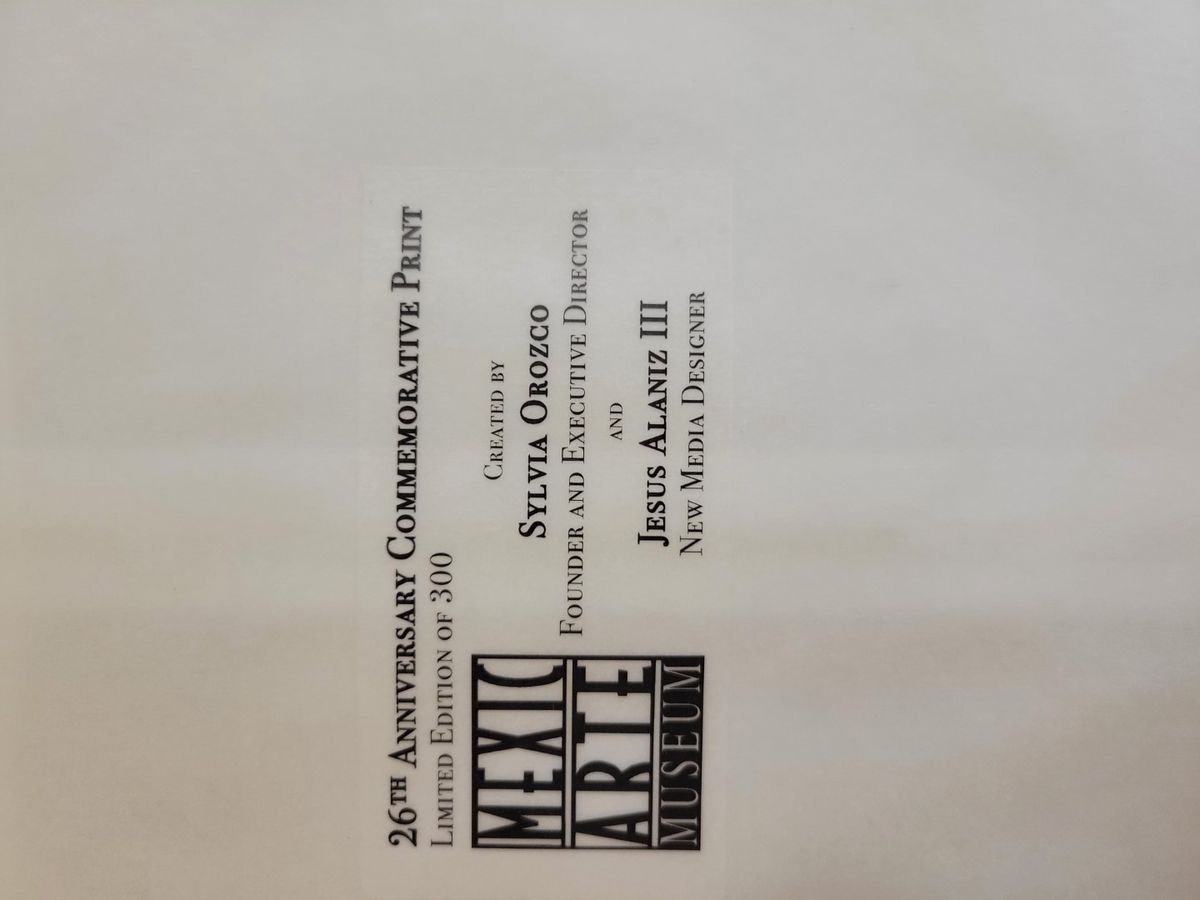 26TH ANNIVERSARY COMMEMORATIVE PRINT
LIMITED EDITION OF 300
MEXIC
ARTE
MUSEUM
CREATED BY
SYLVIA OROZCO
FOUNDER AND EXECUTIVE DIRECTOR
AND
JESUS ALANIZ III
NEW MEDIA DESIGNER